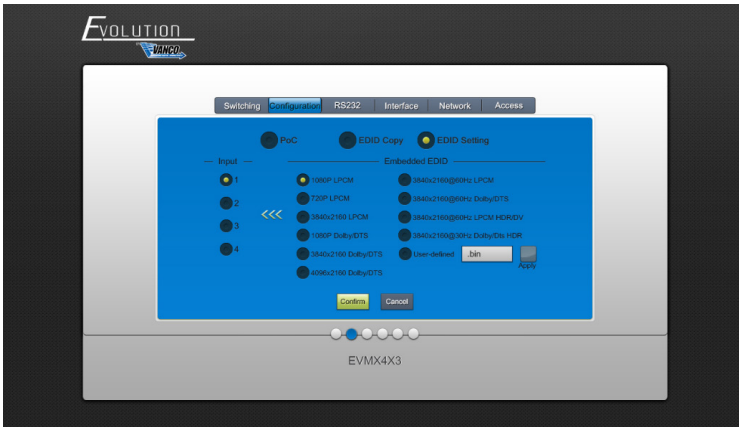 EVOLUTION
BY VANCO
Switching Configuration RS232 Interface Network Access
PoC EDID Copy EDID Setting
Input Embedded EDID
1 1080P LPCM 3840x2160@60Hz LPCM
2 720P LPCM 3840x2160@60Hz Dolby/DTS
<<< 3840x2160 LPCM 3840x2160@60Hz LPCM HDR/DV
3 1080P Dolby/DTS 3840x2160@30Hz Dolby/Dts HDR
4 3840x2160 Dolby/DTS User-defined .bin Apply
4096x2160 Dolby/DTS
Confirm Cancel
EVMX4X3